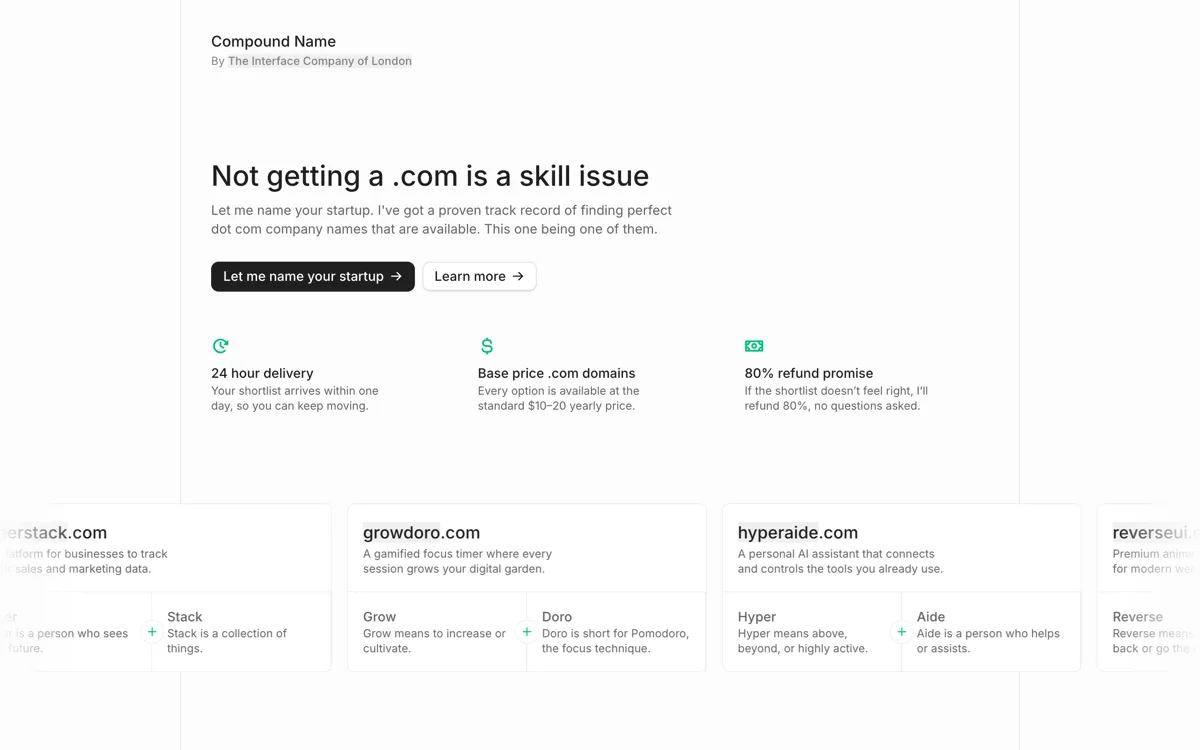 Compound Name
By The Interface Company of London
Not getting a .com is a skill issue
Let me name your startup. I've got a proven track record of finding perfect
dot com company names that are available. This one being one of them.
Let me name your startup →
Learn more →
24 hour delivery
Your shortlist arrives within one
day, so you can keep moving.
Base price .com domains
Every option is available at the
standard $10–20 yearly price.
80% refund promise
If the shortlist doesn’t feel right, I’ll
refund 80%, no questions asked.
erstack.com
for businesses to track
sales and marketing data.
is a person who sees
future.
+
Stack
Stack is a collection of
things.
growdoro.com
A gamified focus timer where every
session grows your digital garden.
Grow
Grow means to increase or
cultivate.
+
Doro
Doro is short for Pomodoro,
the focus technique.
hyperaide.com
A personal AI assistant that connects
and controls the tools you already use.
Hyper
Hyper means above,
beyond, or highly active.
+
Aide
Aide is a person who helps
or assists.
reverseui.
Premium
for modern
Reverse
Reverse means
back or go the